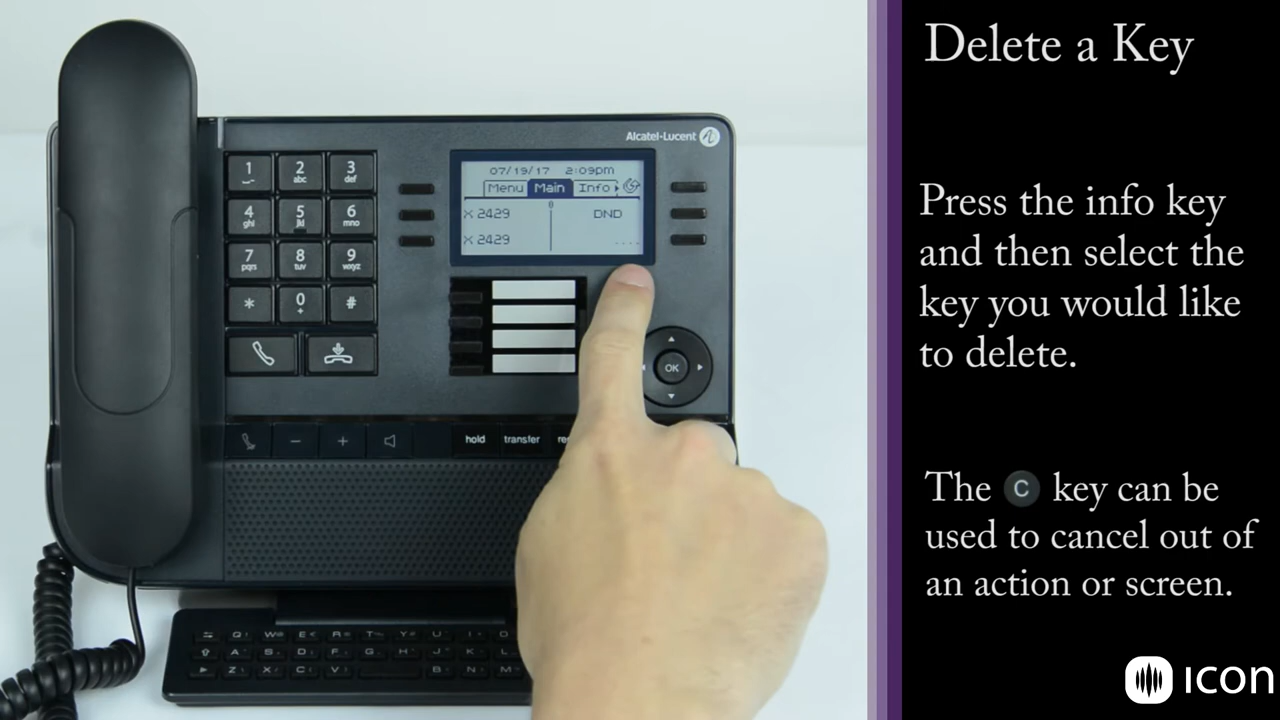 Delete a Key
Press the info key
and then select the
key you would like
to delete.
The C key can be
used to cancel out of
an action or screen.
icon
Alcatel-Lucent
07/19/17 2:09pm
Menu Main Info
0
X 2429 DND
X 2429 ....
1 2 abc 3 def
4 ghi 5 jkl 6 mno
7 pqrs 8 tuv 9 wxyz
* 0 + #
OK
hold transfer
Q W E R T Y U I O
A S D F G H J K L
Z X C V B N M